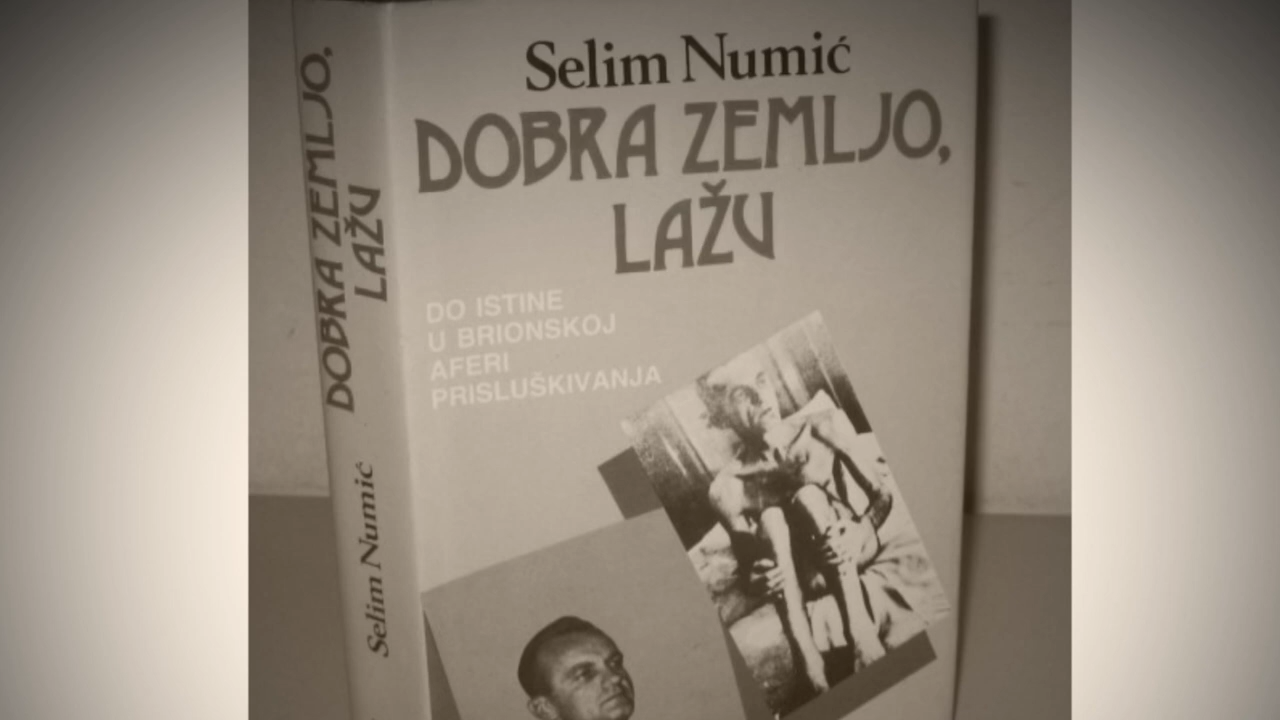 Selim Numić
DOBRA ZEMLJO,
LAŽU
DO ISTINE
U BRIONSKOJ
AFERI
PRISLUŠKIVANJA
DOBRA ZEMLJO,
LAŽU
Selim Numić